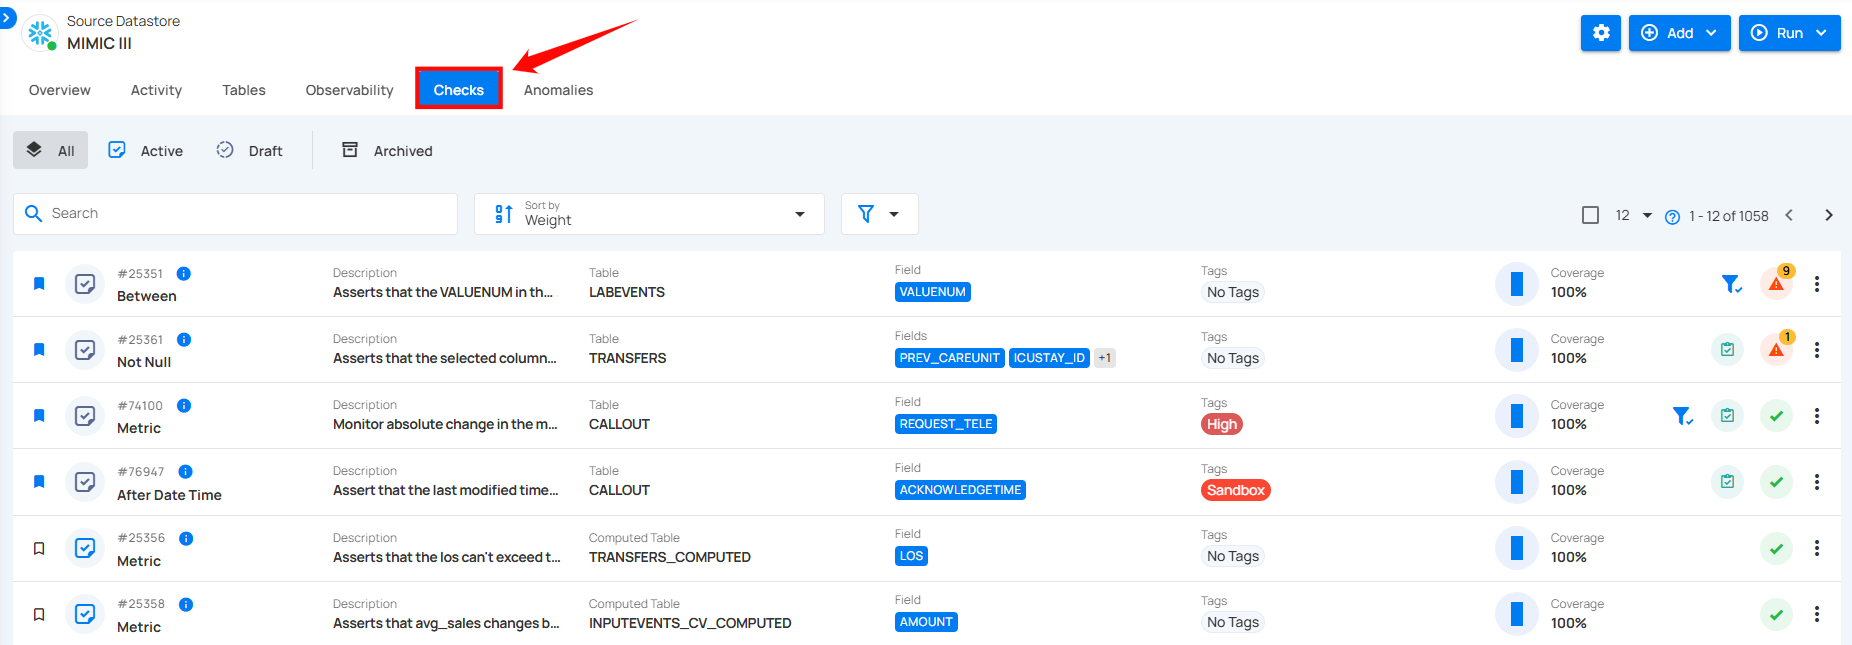 Source Datastore
MIMIC III
Add
Run
Overview Activity Tables Observability Checks Anomalies
All Active Draft Archived
Search
Sort by
Weight
12
1 - 12 of 1058
#25351
Between
Description
Asserts that the VALUENUM in th...
Table
LABEVENTS
Field
VALUENUM
Tags
No Tags
Coverage
100%
9
#25361
Not Null
Description
Asserts that the selected column...
Table
TRANSFERS
Fields
PREV_CAREUNIT ICUSTAY_ID +1
Tags
No Tags
Coverage
100%
1
#74100
Metric
Description
Monitor absolute change in the m...
Table
CALLOUT
Field
REQUEST_TELE
Tags
High
Coverage
100%
#76947
After Date Time
Description
Assert that the last modified time...
Table
CALLOUT
Field
ACKNOWLEDGETIME
Tags
Sandbox
Coverage
100%
#25356
Metric
Description
Asserts that the los can't exceed t...
Computed Table
TRANSFERS_COMPUTED
Field
LOS
Tags
No Tags
Coverage
100%
#25358
Metric
Description
Asserts that avg_sales changes b...
Computed Table
INPUTEVENTS_CV_COMPUTED
Field
AMOUNT
Tags
No Tags
Coverage
100%